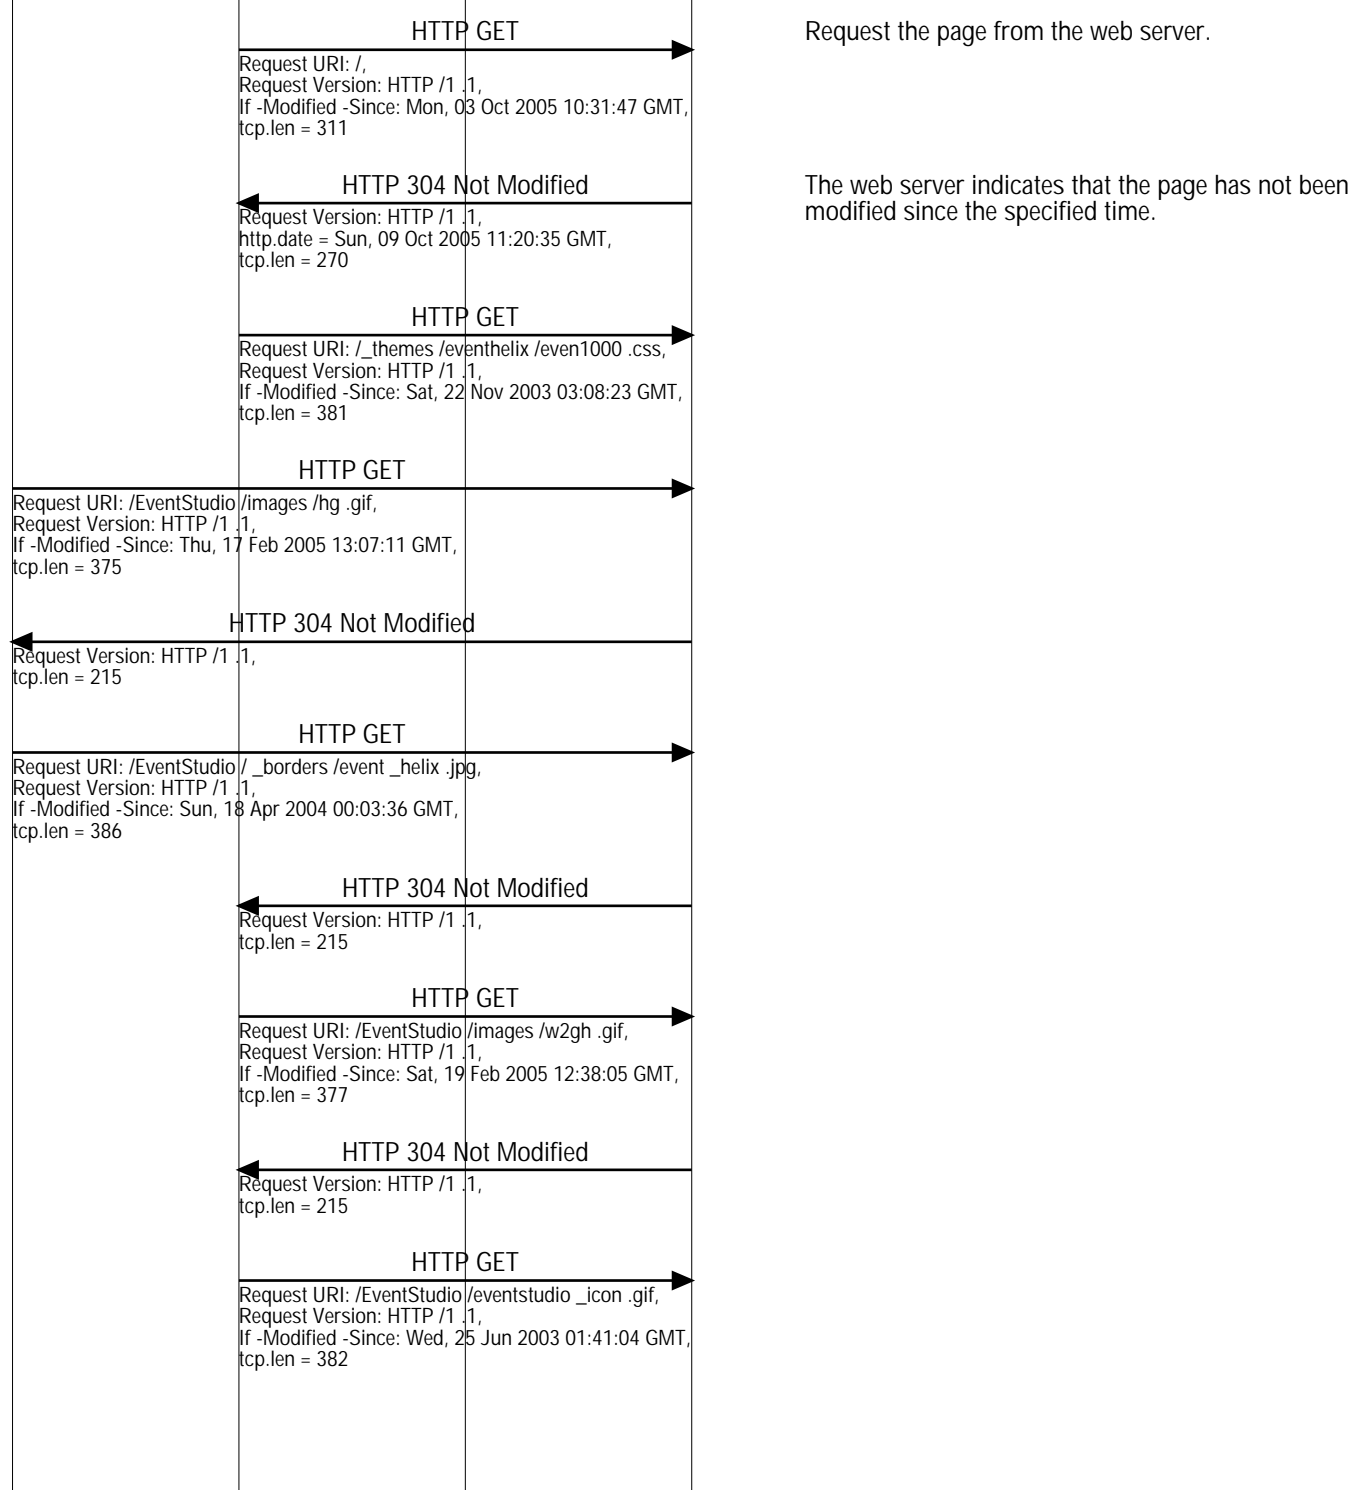 HTTP GET
Request the page from the web server.
Request URI: /,
Request Version: HTTP /1 .1,
If -Modified -Since: Mon, 03 Oct 2005 10:31:47 GMT,
tcp.len = 311
HTTP 304 Not Modified
The web server indicates that the page has not been
modified since the specified time.
Request Version: HTTP /1 .1,
http.date = Sun, 09 Oct 2005 11:20:35 GMT,
tcp.len = 270
HTTP GET
Request URI: /_themes /eventhelix /even1000 .css,
Request Version: HTTP /1 .1,
If -Modified -Since: Sat, 22 Nov 2003 03:08:23 GMT,
tcp.len = 381
HTTP GET
Request URI: /EventStudio /images /hg .gif,
Request Version: HTTP /1 .1,
If -Modified -Since: Thu, 17 Feb 2005 13:07:11 GMT,
tcp.len = 375
HTTP 304 Not Modified
Request Version: HTTP /1 .1,
tcp.len = 215
HTTP GET
Request URI: /EventStudio / _borders /event _helix .jpg,
Request Version: HTTP /1 .1,
If -Modified -Since: Sun, 18 Apr 2004 00:03:36 GMT,
tcp.len = 386
HTTP 304 Not Modified
Request Version: HTTP /1 .1,
tcp.len = 215
HTTP GET
Request URI: /EventStudio /images /w2gh .gif,
Request Version: HTTP /1 .1,
If -Modified -Since: Sat, 19 Feb 2005 12:38:05 GMT,
tcp.len = 377
HTTP 304 Not Modified
Request Version: HTTP /1 .1,
tcp.len = 215
HTTP GET
Request URI: /EventStudio /eventstudio _icon .gif,
Request Version: HTTP /1 .1,
If -Modified -Since: Wed, 25 Jun 2003 01:41:04 GMT,
tcp.len = 382